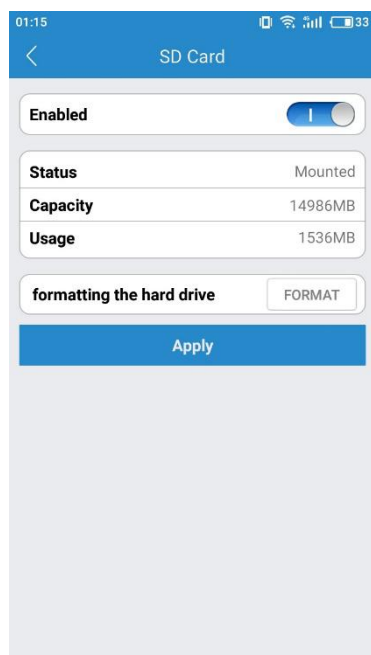 01:15 33
SD Card
Enabled
Status Mounted
Capacity 14986MB
Usage 1536MB
formatting the hard drive FORMAT
Apply